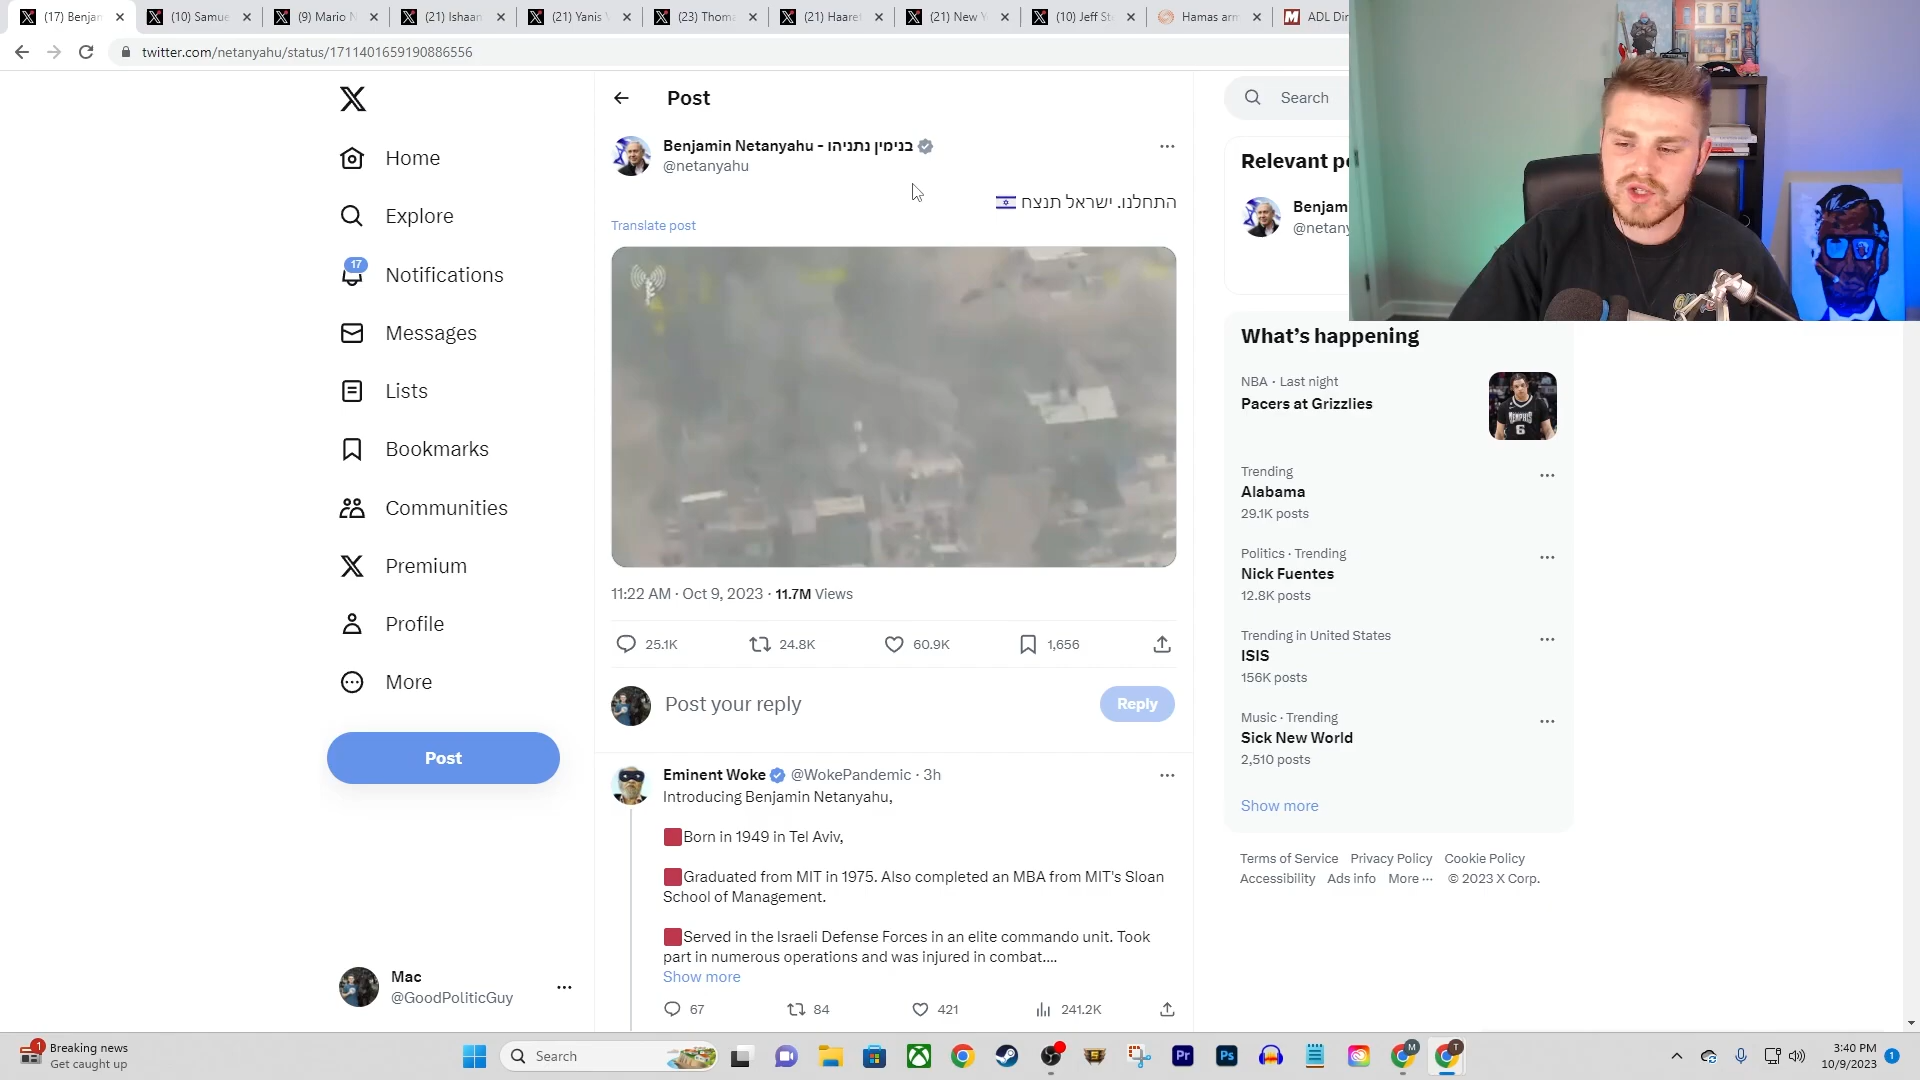 (17) Benjan
(10) Samue
(9) Mario N
(21) Ishaan
(21) Yanis V
(23) Thoma
(21) Haaret
(21) New Y
(10) Jeff St
Hamas arm
ADL Dir
twitter.com/netanyahu/status/1711401659190886556
Home
Explore
17
Notifications
Messages
Lists
Bookmarks
Communities
Premium
Profile
More
Post
Mac
@GoodPoliticGuy
Post
Benjamin Netanyahu - בנימין נתניהו
@netanyahu
התחלנו. ישראל תנצח
Translate post
11:22 AM · Oct 9, 2023 · 11.7M Views
25.1K 24.8K 60.9K 1,656
Post your reply
Reply
Eminent Woke @WokePandemic · 3h
Introducing Benjamin Netanyahu,
Born in 1949 in Tel Aviv,
Graduated from MIT in 1975. Also completed an MBA from MIT's Sloan
School of Management.
Served in the Israeli Defense Forces in an elite commando unit. Took
part in numerous operations and was injured in combat....
Show more
67 84 421 241.2K
Search
Relevant pe
Benjam
@netany
What's happening
NBA · Last night
Pacers at Grizzlies
MEMPHIS
6
Trending
Alabama
29.1K posts
Politics · Trending
Nick Fuentes
12.8K posts
Trending in United States
ISIS
156K posts
Music · Trending
Sick New World
2,510 posts
Show more
Terms of Service Privacy Policy Cookie Policy
Accessibility Ads info More ··· © 2023 X Corp.
1
Breaking news
Get caught up
Search
Pr
Ps
M
T
3:40 PM
10/9/2023
1